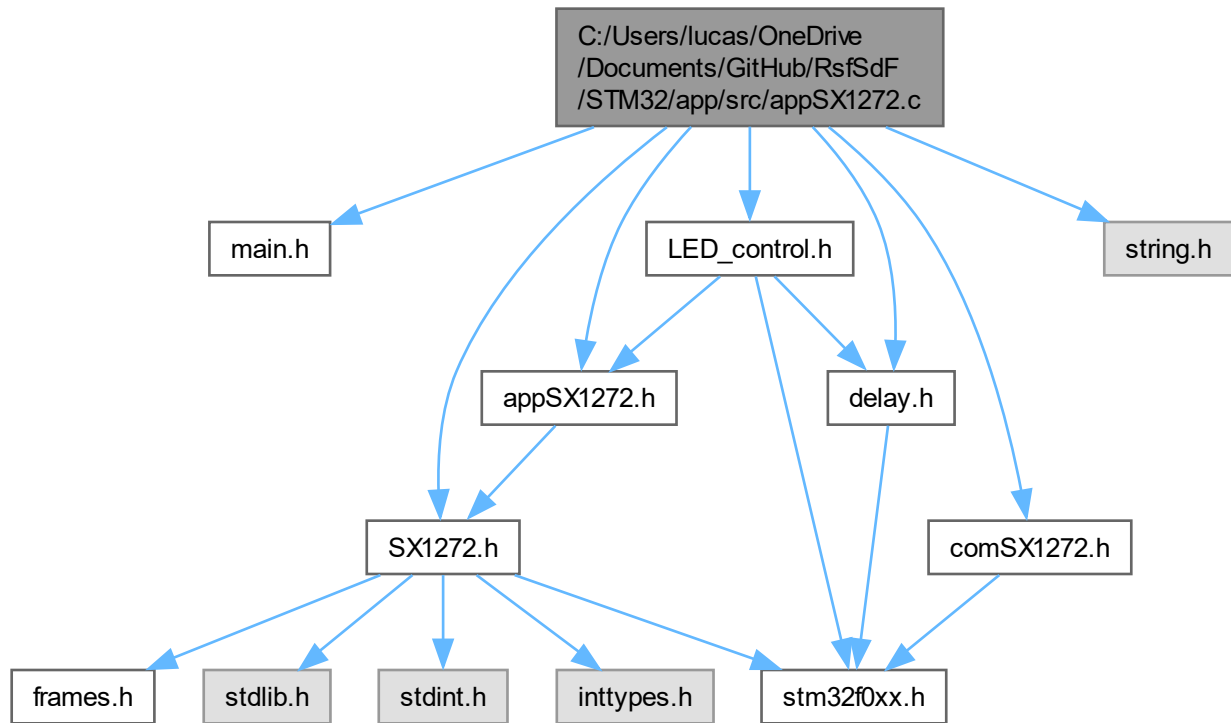 C:/Users/lucas/OneDrive
/Documents/GitHub/RsfSdF
/STM32/app/src/appSX1272.c
main.h
LED_control.h
string.h
appSX1272.h
delay.h
SX1272.h
comSX1272.h
frames.h
stdlib.h
stdint.h
inttypes.h
stm32f0xx.h